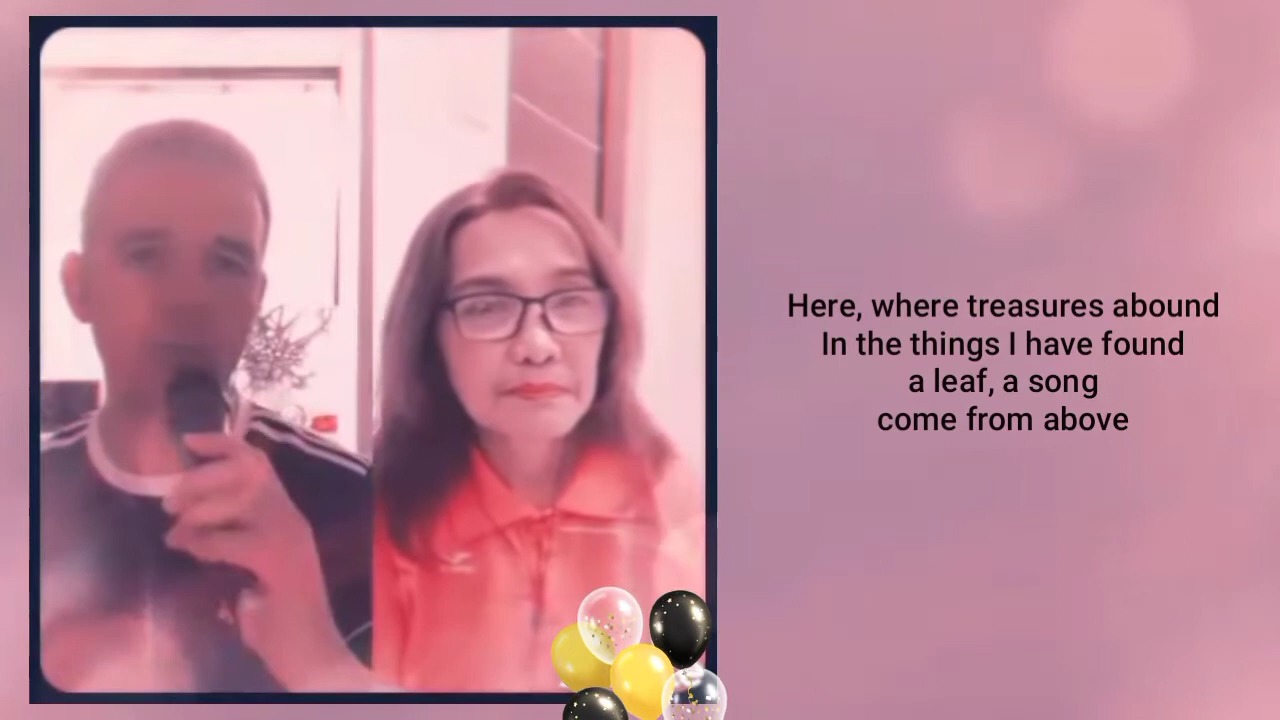 Here, where treasures abound
In the things I have found
a leaf, a song
come from above